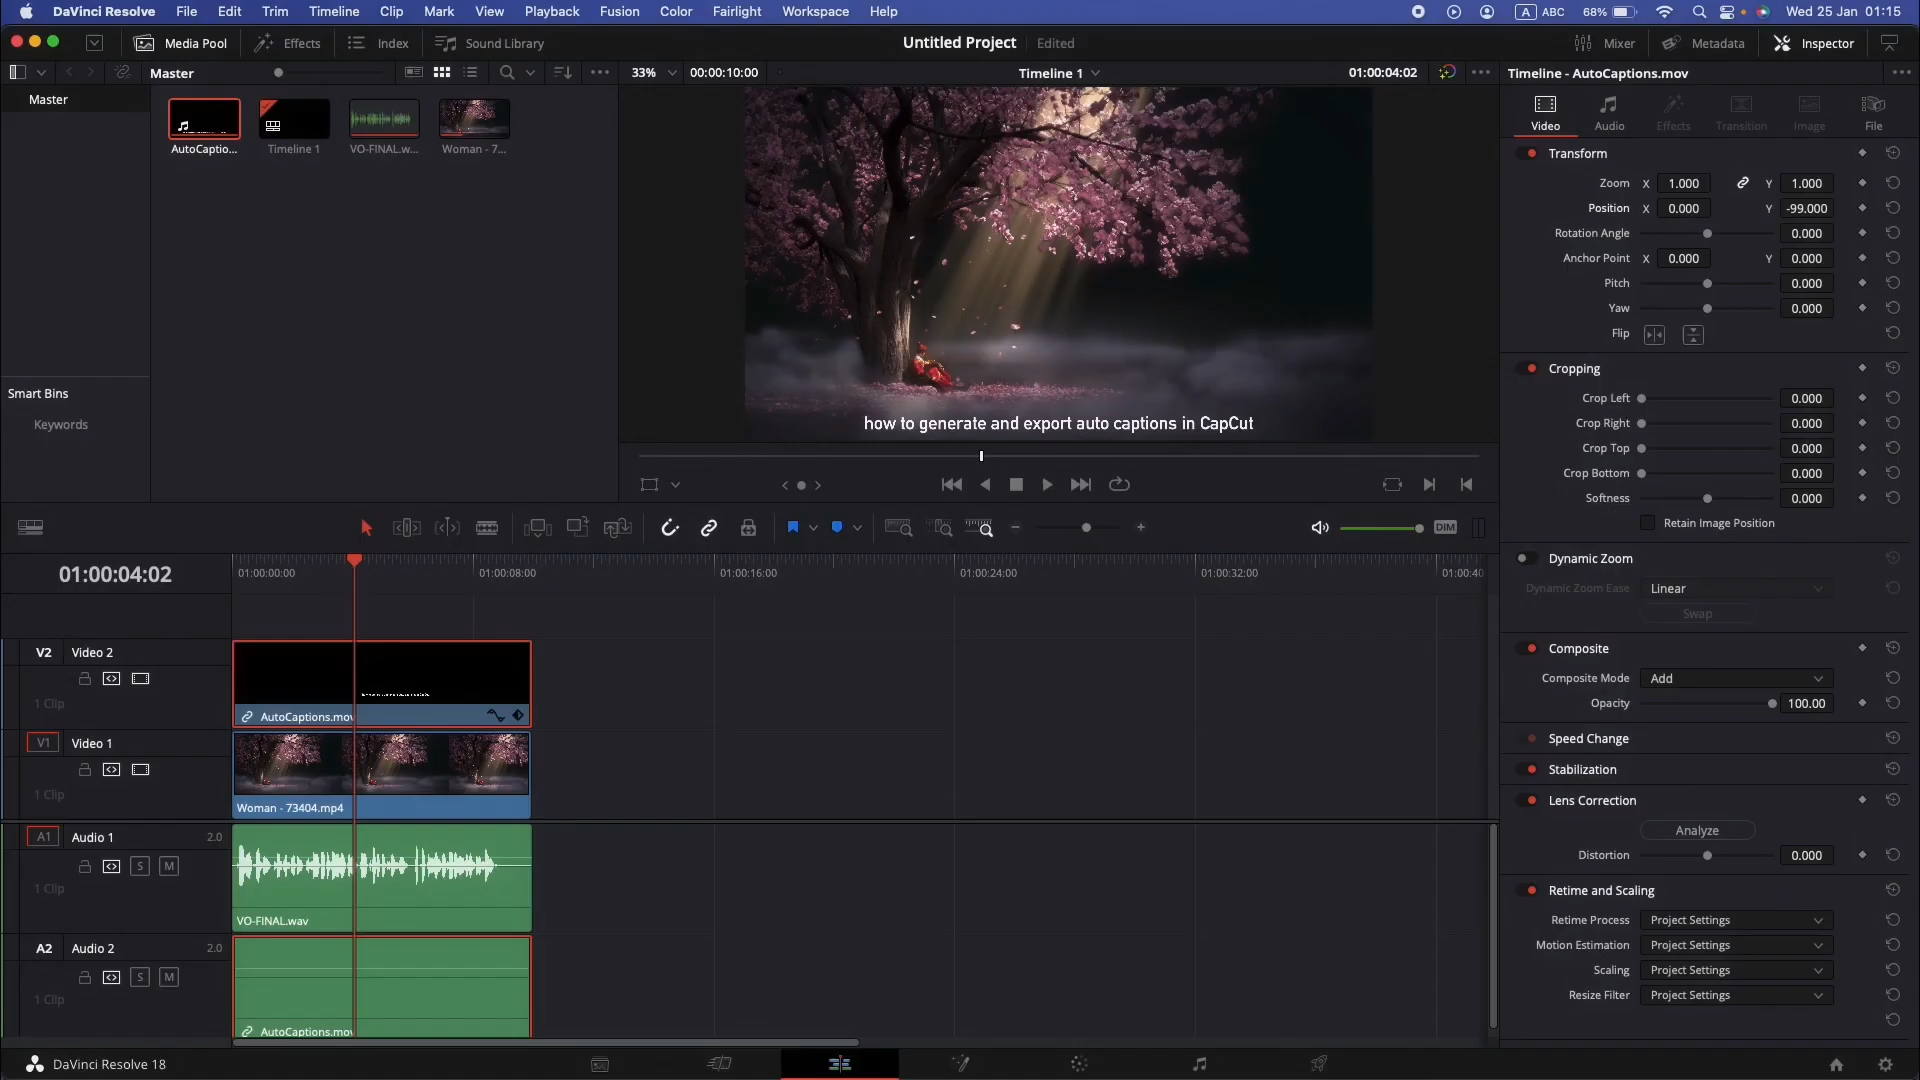 DaVinci Resolve File Edit Trim Timeline Clip Mark View Playback Fusion Color Fairlight Workspace Help A ABC 68% Wed 25 Jan 01:15
Media Pool Effects Index Sound Library Untitled Project Edited Mixer Metadata Inspector
Master 33% 00:00:10:00 Timeline 1 01:00:04:02 Timeline - AutoCaptions.mov
Master
AutoCaptio... Timeline 1 VO-FINAL.w... Woman - 7...
Smart Bins
Keywords
how to generate and export auto captions in CapCut
Video Audio Effects Transition Image File
Transform
Zoom X 1.000 Y 1.000
Position X 0.000 Y -99.000
Rotation Angle 0.000
Anchor Point X 0.000 Y 0.000
Pitch 0.000
Yaw 0.000
Flip
Cropping
Crop Left 0.000
Crop Right 0.000
Crop Top 0.000
Crop Bottom 0.000
Softness 0.000
Retain Image Position
Dynamic Zoom
Dynamic Zoom Ease Linear
Swap
Composite
Composite Mode Add
Opacity 100.00
Speed Change
Stabilization
Lens Correction
Analyze
Distortion 0.000
Retime and Scaling
Retime Process Project Settings
Motion Estimation Project Settings
Scaling Project Settings
Resize Filter Project Settings
DIM
01:00:04:02 01:00:00:00 01:00:08:00 01:00:16:00 01:00:24:00 01:00:32:00 01:00:40
V2 Video 2
1 Clip
AutoCaptions.mov
V1 Video 1
1 Clip
Woman - 73404.mp4
A1 Audio 1 2.0
S M
1 Clip
VO-FINAL.wav
A2 Audio 2 2.0
S M
1 Clip
AutoCaptions.mov
DaVinci Resolve 18